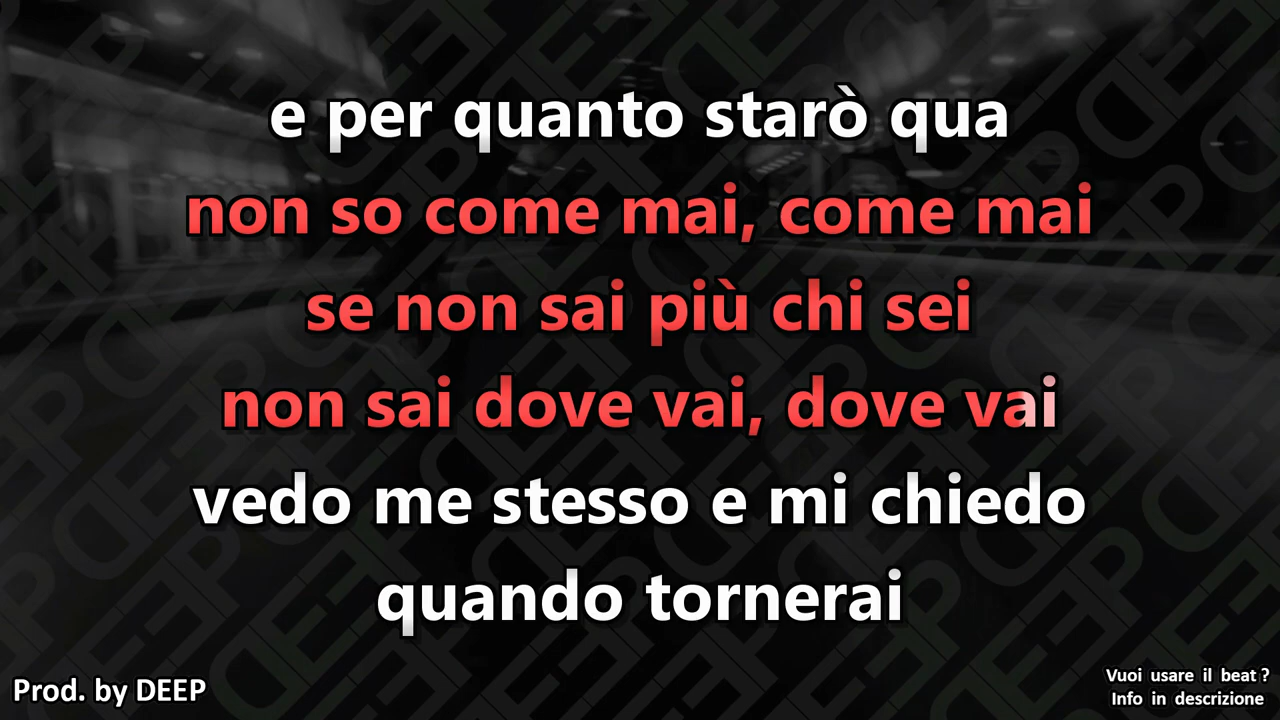 e per quanto starò qua
non so come mai, come mai
se non sai più chi sei
non sai dove vai, dove vai
vedo me stesso e mi chiedo
quando tornerai
Prod. by DEEP
Vuoi usare il beat ?
Info in descrizione